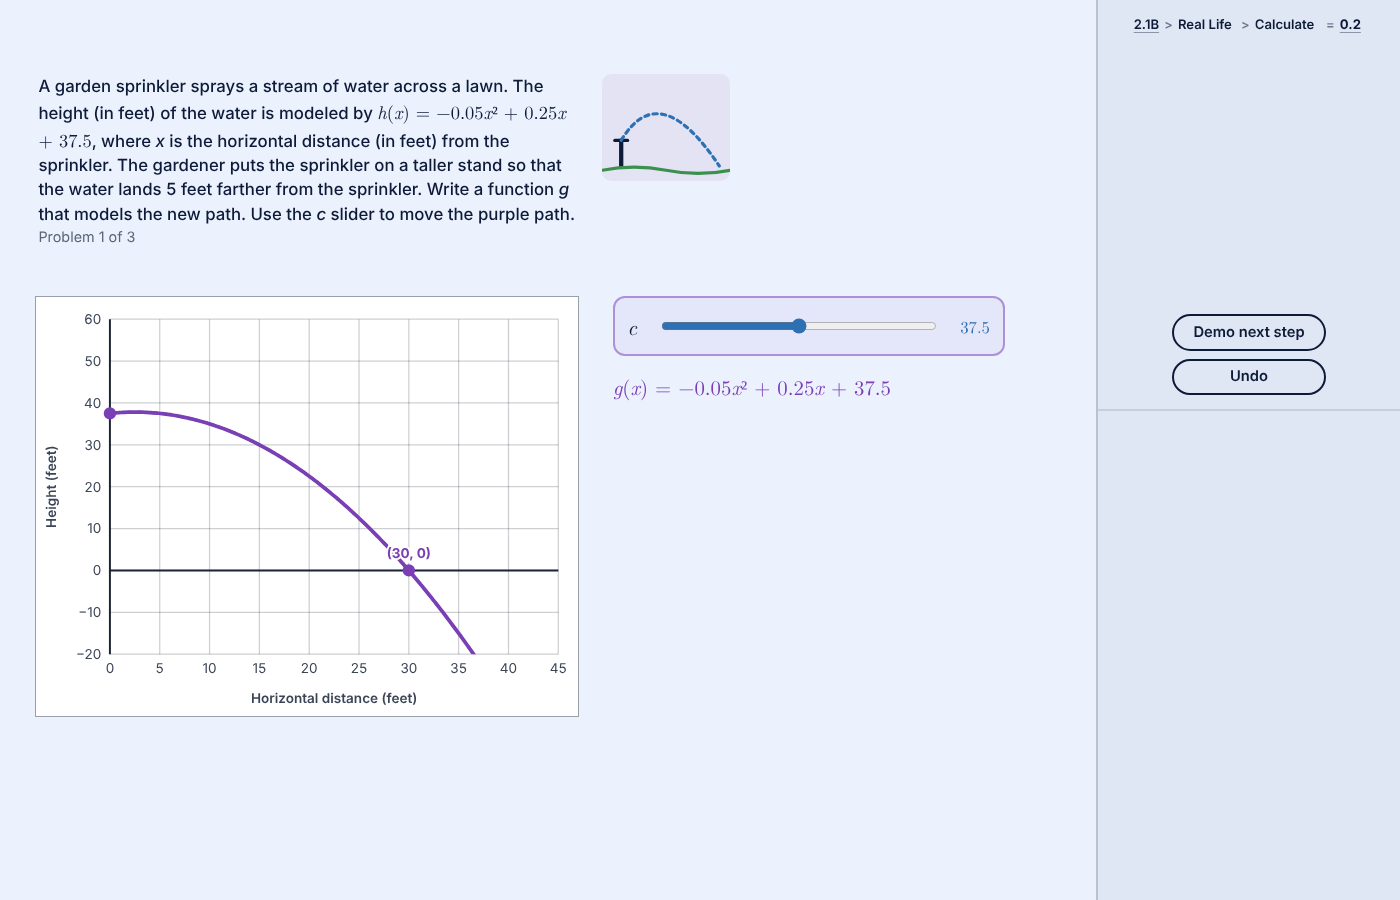 2.1B > Real Life > Calculate = 0.2
A garden sprinkler sprays a stream of water across a lawn. The
height (in feet) of the water is modeled by h(x) = −0.05x² + 0.25x
+ 37.5, where x is the horizontal distance (in feet) from the
sprinkler. The gardener puts the sprinkler on a taller stand so that
the water lands 5 feet farther from the sprinkler. Write a function g
that models the new path. Use the c slider to move the purple path.
Problem 1 of 3
60
50
40
30
20
10
0
−10
−20
Height (feet)
(30, 0)
0 5 10 15 20 25 30 35 40 45
Horizontal distance (feet)
c 37.5
g(x) = −0.05x² + 0.25x + 37.5
Demo next step
Undo